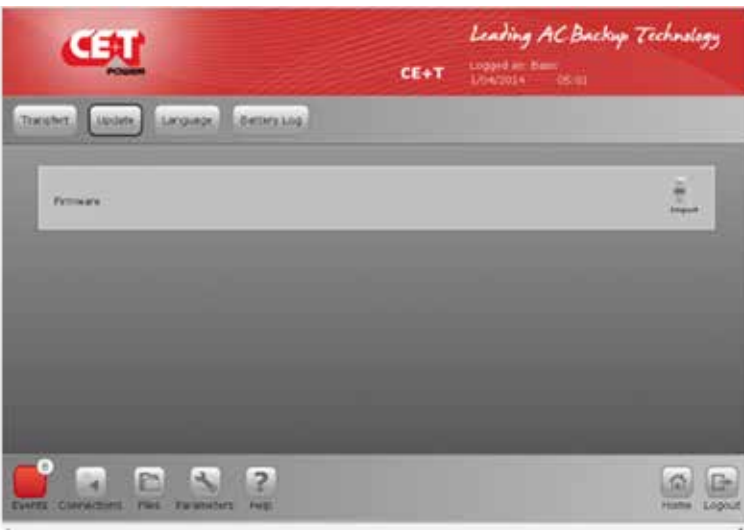 CE+T
POWER
Leading AC Backup Technology
CE+T
Logged as: Basic
1/04/2014 05:01
Transfert Update Language Battery Log
Firmware
Import
Events Connections Files Parameters Help
Home Logout